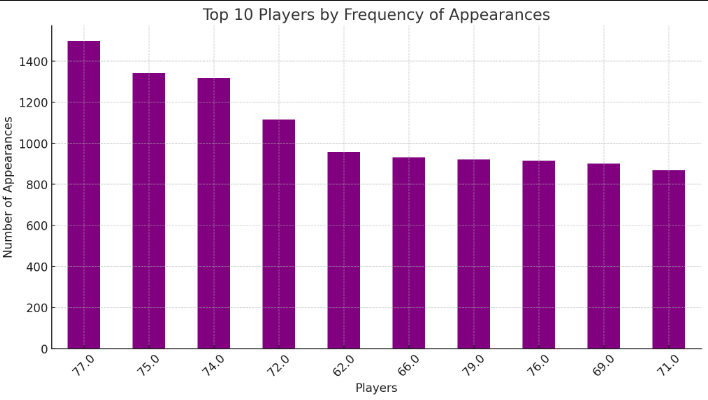 Top 10 Players by Frequency of Appearances
Number of Appearances
1400
1200
1000
800
600
400
200
0
77.0 75.0 74.0 72.0 62.0 66.0 79.0 76.0 69.0 71.0
Players